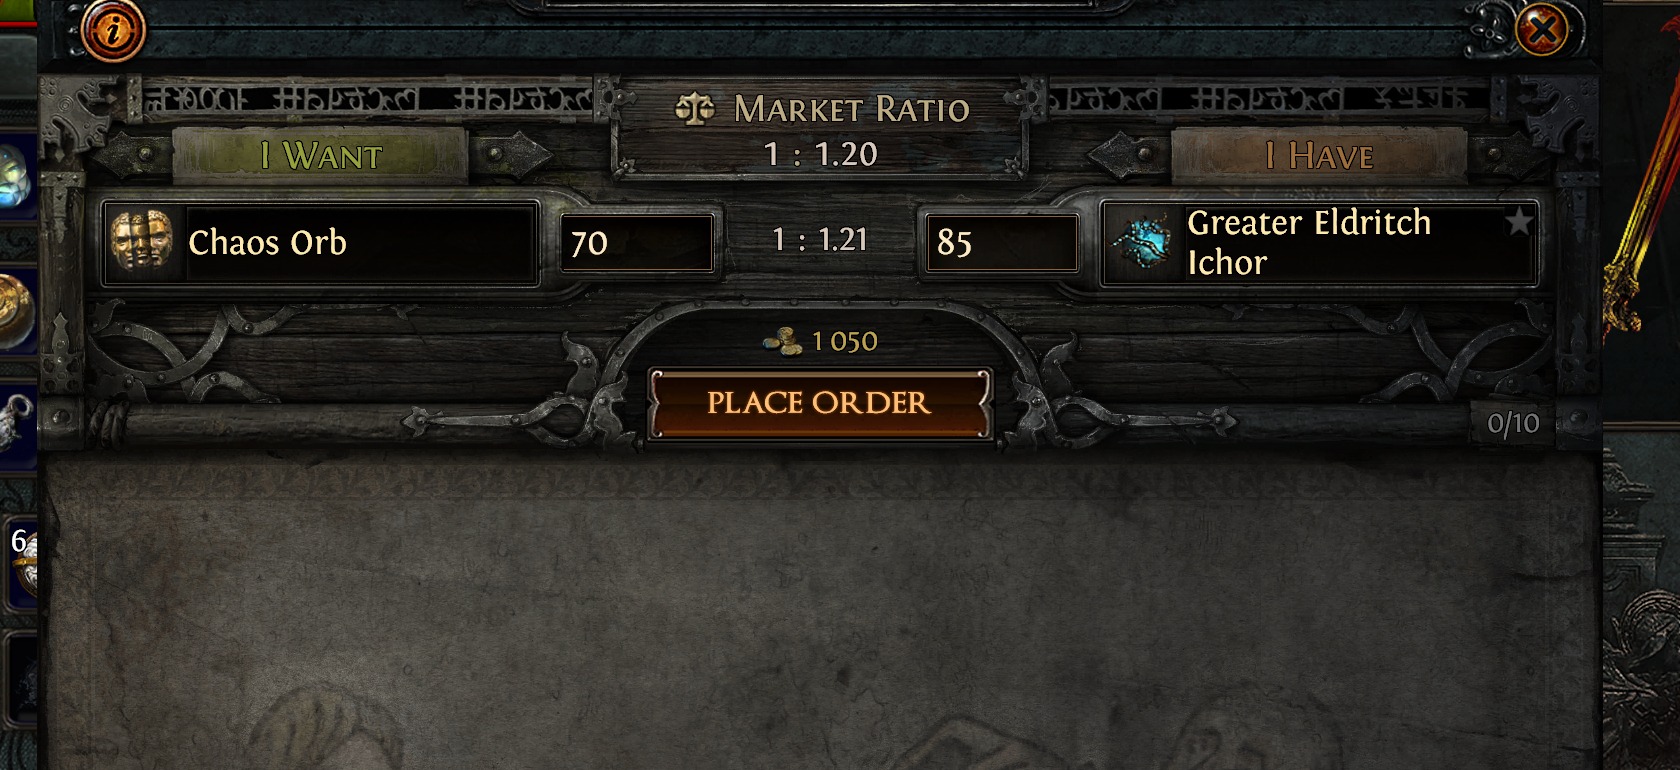 MARKET RATIO
1 : 1.20
I WANT
I HAVE
Chaos Orb
70
1 : 1.21
85
Greater Eldritch
Ichor
1 050
PLACE ORDER
0/10
6